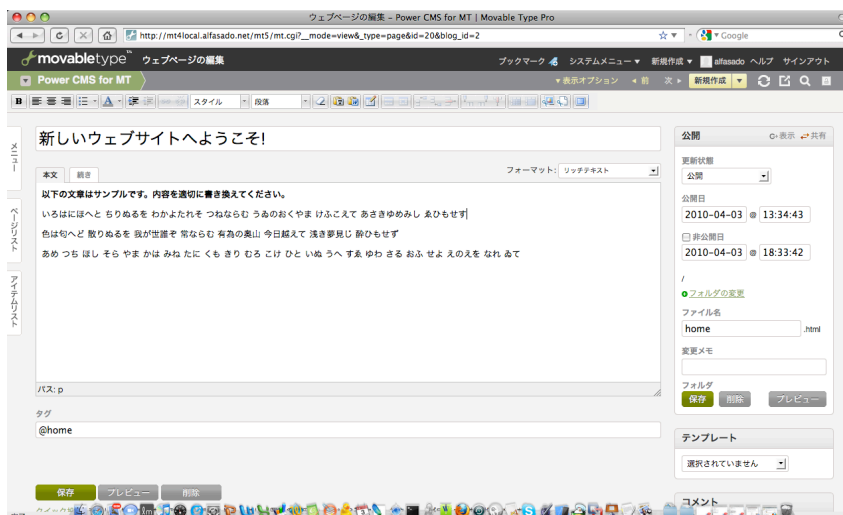 ウェブページの編集 – Power CMS for MT | Movable Type Pro
http://mt4local.alfasado.net/mt5/mt.cgi?__mode=view&_type=page&id=20&blog_id=2
Google
movabletype™ ウェブページの編集
ブックマーク システムメニュー 新規作成 alfasado ヘルプ サインアウト
Power CMS for MT
表示オプション 前 次 新規作成
B A スタイル 段落
メニュー
ページリスト
アイテムリスト
新しいウェブサイトへようこそ!
本文 続き
フォーマット: リッチテキスト
以下の文章はサンプルです。内容を適切に書き換えてください。
いろはにほへと ちりぬるを わかよたれそ つねならむ うゐのおくやま けふこえて あさきゆめみし ゑひもせず
色は匂へど 散りぬるを 我が世誰ぞ 常ならむ 有為の奥山 今日越えて 浅き夢見じ 酔ひもせず
あめ つち ほし そら やま かは みね たに くも きり むろ こけ ひと いぬ うへ すゑ ゆわ さる おふ せよ えのえを なれ ゐて
パス: p
タグ
@home
保存 プレビュー 削除
公開 表示 共有
更新状態
公開
公開日
2010-04-03 @ 13:34:43
非公開日
2010-04-03 @ 18:33:42
/
フォルダの変更
ファイル名
home .html
変更メモ
フォルダ
保存 削除 プレビュー
テンプレート
選択されていません
コメント